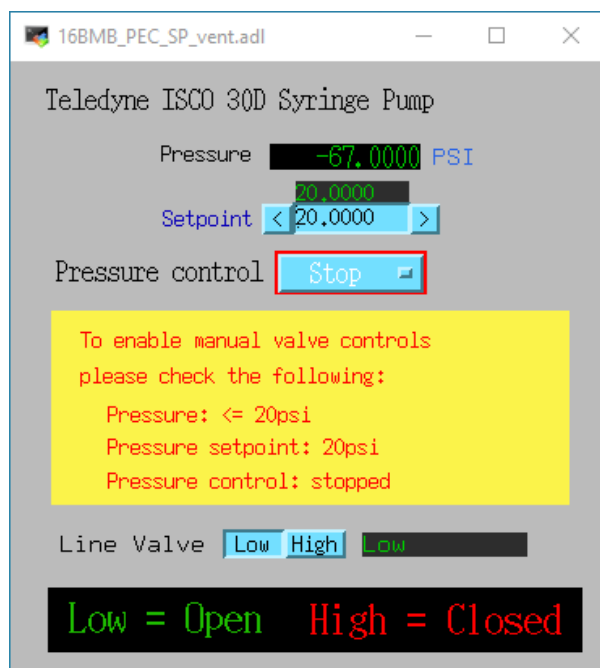 16BMB_PEC_SP_vent.adl
Teledyne ISCO 30D Syringe Pump
Pressure -67.0000 PSI
20.0000
Setpoint < 20.0000 >
Pressure control Stop
To enable manual valve controls
please check the following:
Pressure: <= 20psi
Pressure setpoint: 20psi
Pressure control: stopped
Line Valve Low High Low
Low = Open High = Closed